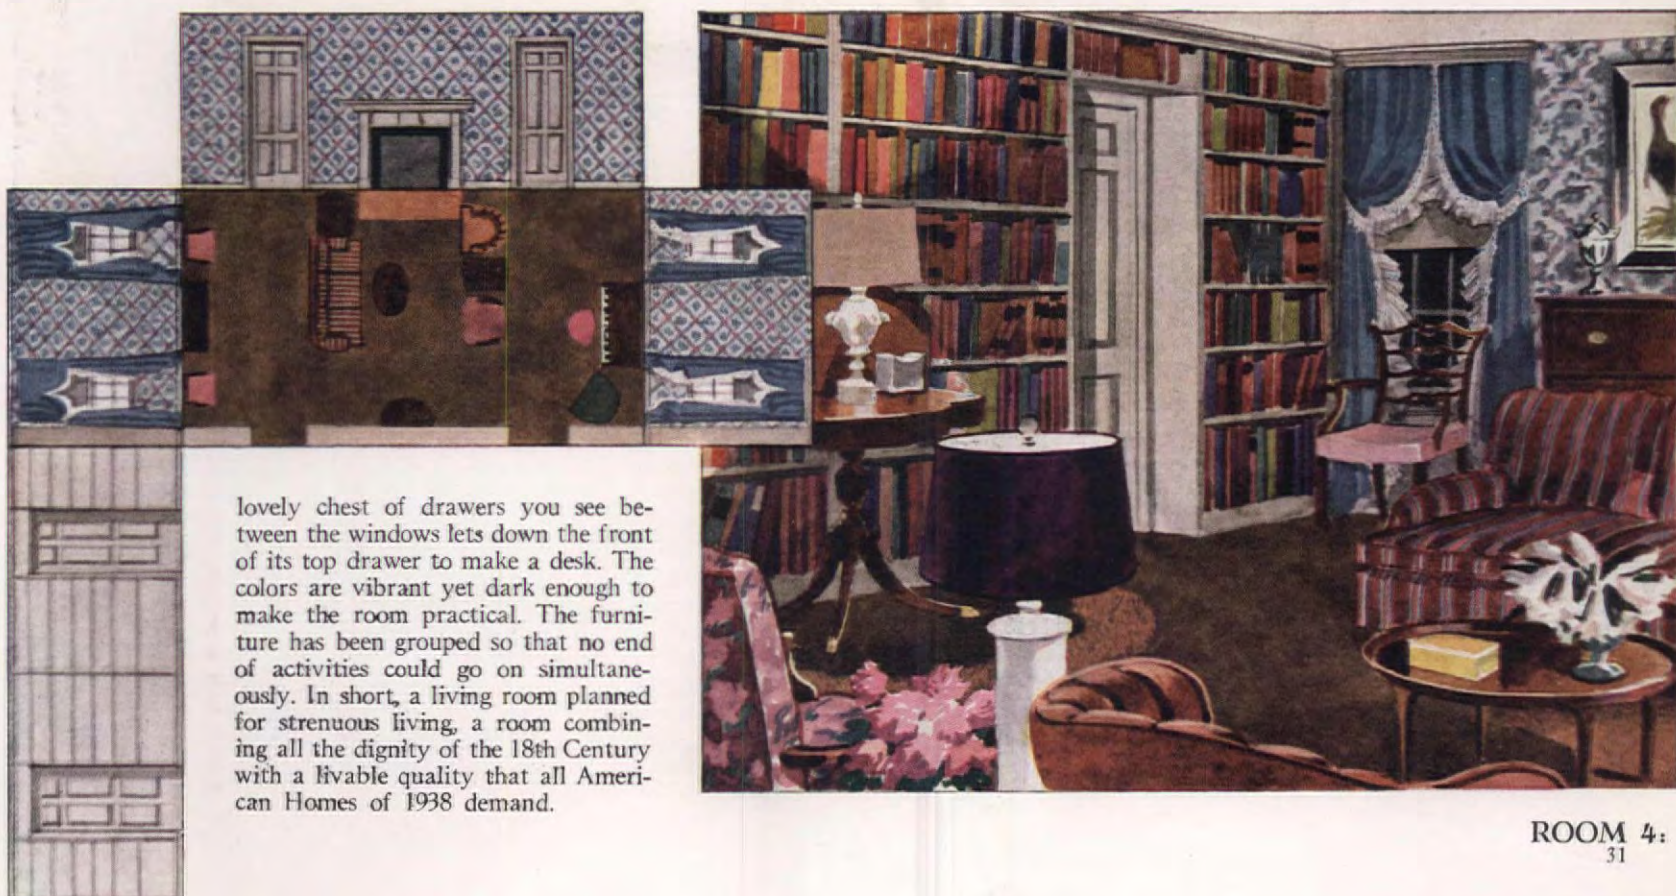 lovely chest of drawers you see be-
tween the windows lets down the front
of its top drawer to make a desk. The
colors are vibrant yet dark enough to
make the room practical. The furni-
ture has been grouped so that no end
of activities could go on simultane-
ously. In short, a living room planned
for strenuous living, a room combin-
ing all the dignity of the 18th Century
with a livable quality that all Ameri-
can Homes of 1938 demand.
ROOM 4:
31